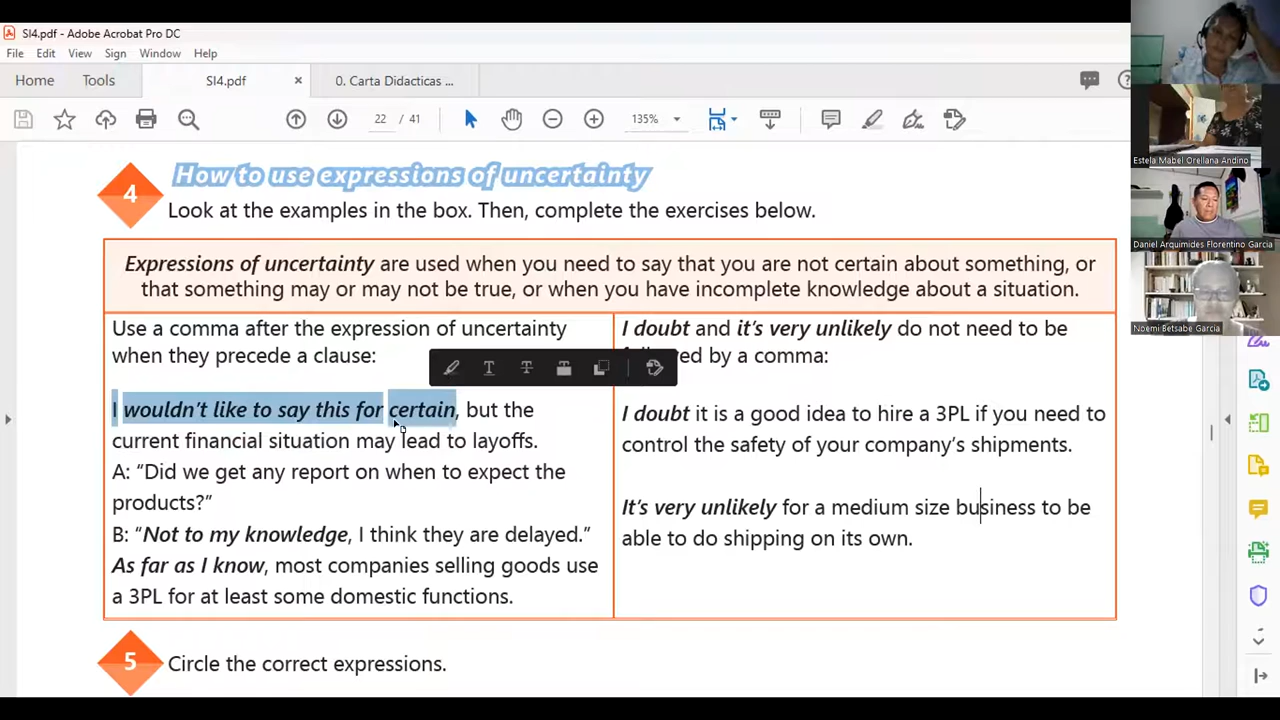 SI4.pdf - Adobe Acrobat Pro DC
File Edit View Sign Window Help
Home Tools SI4.pdf × 0. Carta Didacticas ...
22 / 41 135%
4 How to use expressions of uncertainty
Look at the examples in the box. Then, complete the exercises below.
Expressions of uncertainty are used when you need to say that you are not certain about something, or
that something may or may not be true, or when you have incomplete knowledge about a situation.
Use a comma after the expression of uncertainty
when they precede a clause:
I wouldn't like to say this for certain, but the
current financial situation may lead to layoffs.
A: “Did we get any report on when to expect the
products?”
B: “Not to my knowledge, I think they are delayed.”
As far as I know, most companies selling goods use
a 3PL for at least some domestic functions.
I doubt and it's very unlikely do not need to be
by a comma:
I doubt it is a good idea to hire a 3PL if you need to
control the safety of your company's shipments.
It's very unlikely for a medium size business to be
able to do shipping on its own.
5 Circle the correct expressions.
Estela Mabel Orellana Andino
Daniel Arquimides Florentino Garcia
Noemi Betsabe Garcia